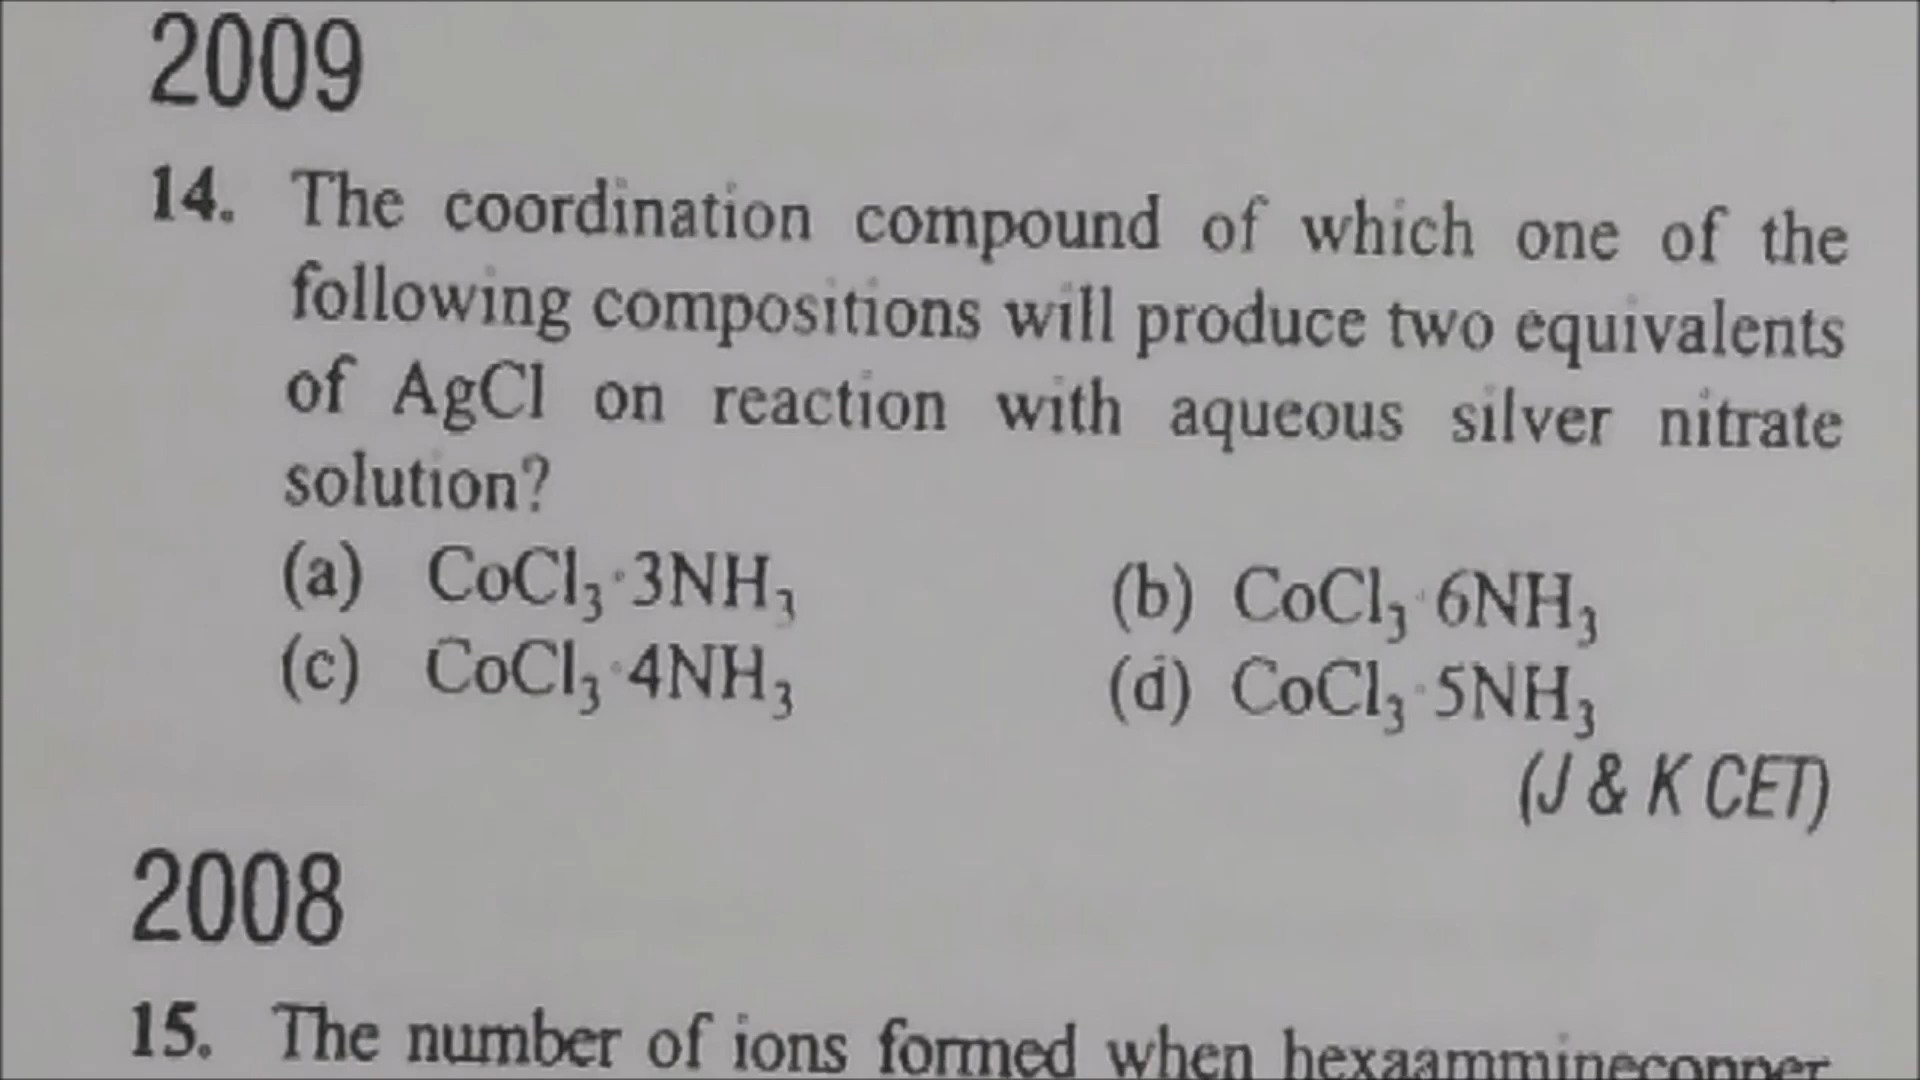 2009
14. The coordination compound of which one of the
following compositions will produce two equivalents
of AgCl on reaction with aqueous silver nitrate
solution?
(a) CoCl₃·3NH₃ (b) CoCl₃·6NH₃
(c) CoCl₃·4NH₃ (d) CoCl₃·5NH₃
(J & K CET)
2008
15. The number of ions formed when hexaamminecopper